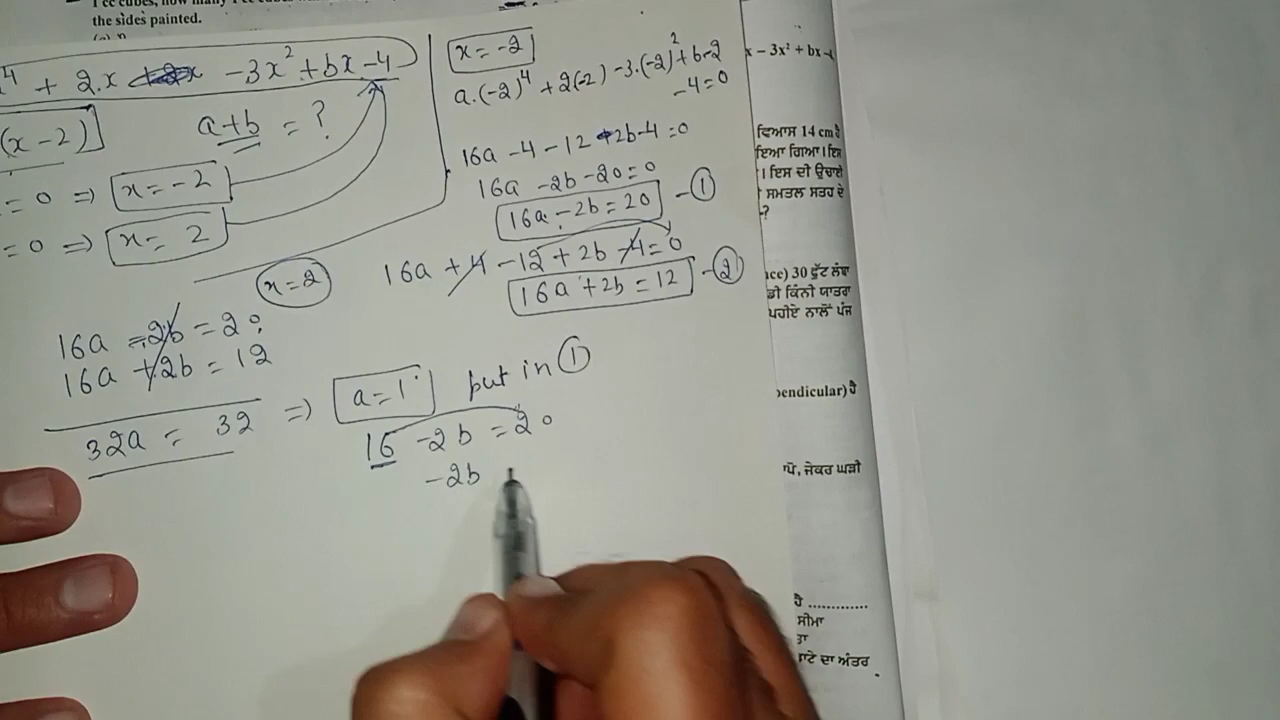 the sides painted.
⁴ + 2x - 3x² + bx - 4
(x - 2)
a+b = ?
= 0 ⇒ x = -2
= 0 ⇒ x = 2
x = -2
a.(-2)⁴ + 2(-2) - 3.(-2)² + b-2
-4 = 0
16a - 4 - 12 - 2b - 4 = 0
16a - 2b - 20 = 0
16a - 2b = 20 - ①
x = 2
16a + 4 - 12 + 2b - 4 = 0
16a + 2b = 12 - ②
16a - 2b = 20
16a + 2b = 12
32a = 32 ⇒ a = 1 put in ①
16 - 2b = 20
-2b
x – 3x² + bx –4
ਵਿਆਸ 14 cm ਹੈ
ਇਆ ਗਿਆ। ਇਸ
। ਇਸ ਦੀ ਉਚਾਈ
ਸਮਤਲ ਸਤਹ ਦੇ
?
ace) 30 ਫੁੱਟ ਲੰਬਾ
ਡੀ ਕਿੰਨੀ ਯਾਤਰਾ
ਪਹੀਏ ਨਾਲੋਂ ਪੰਜ
pendicular) ਹੈ
ਪੋ, ਜੇਕਰ ਘੜੀ
ਹੈ .............
ਸੀਮਾ
ਤਾ
ਘਾਟੇ ਦਾ ਅੰਤਰ